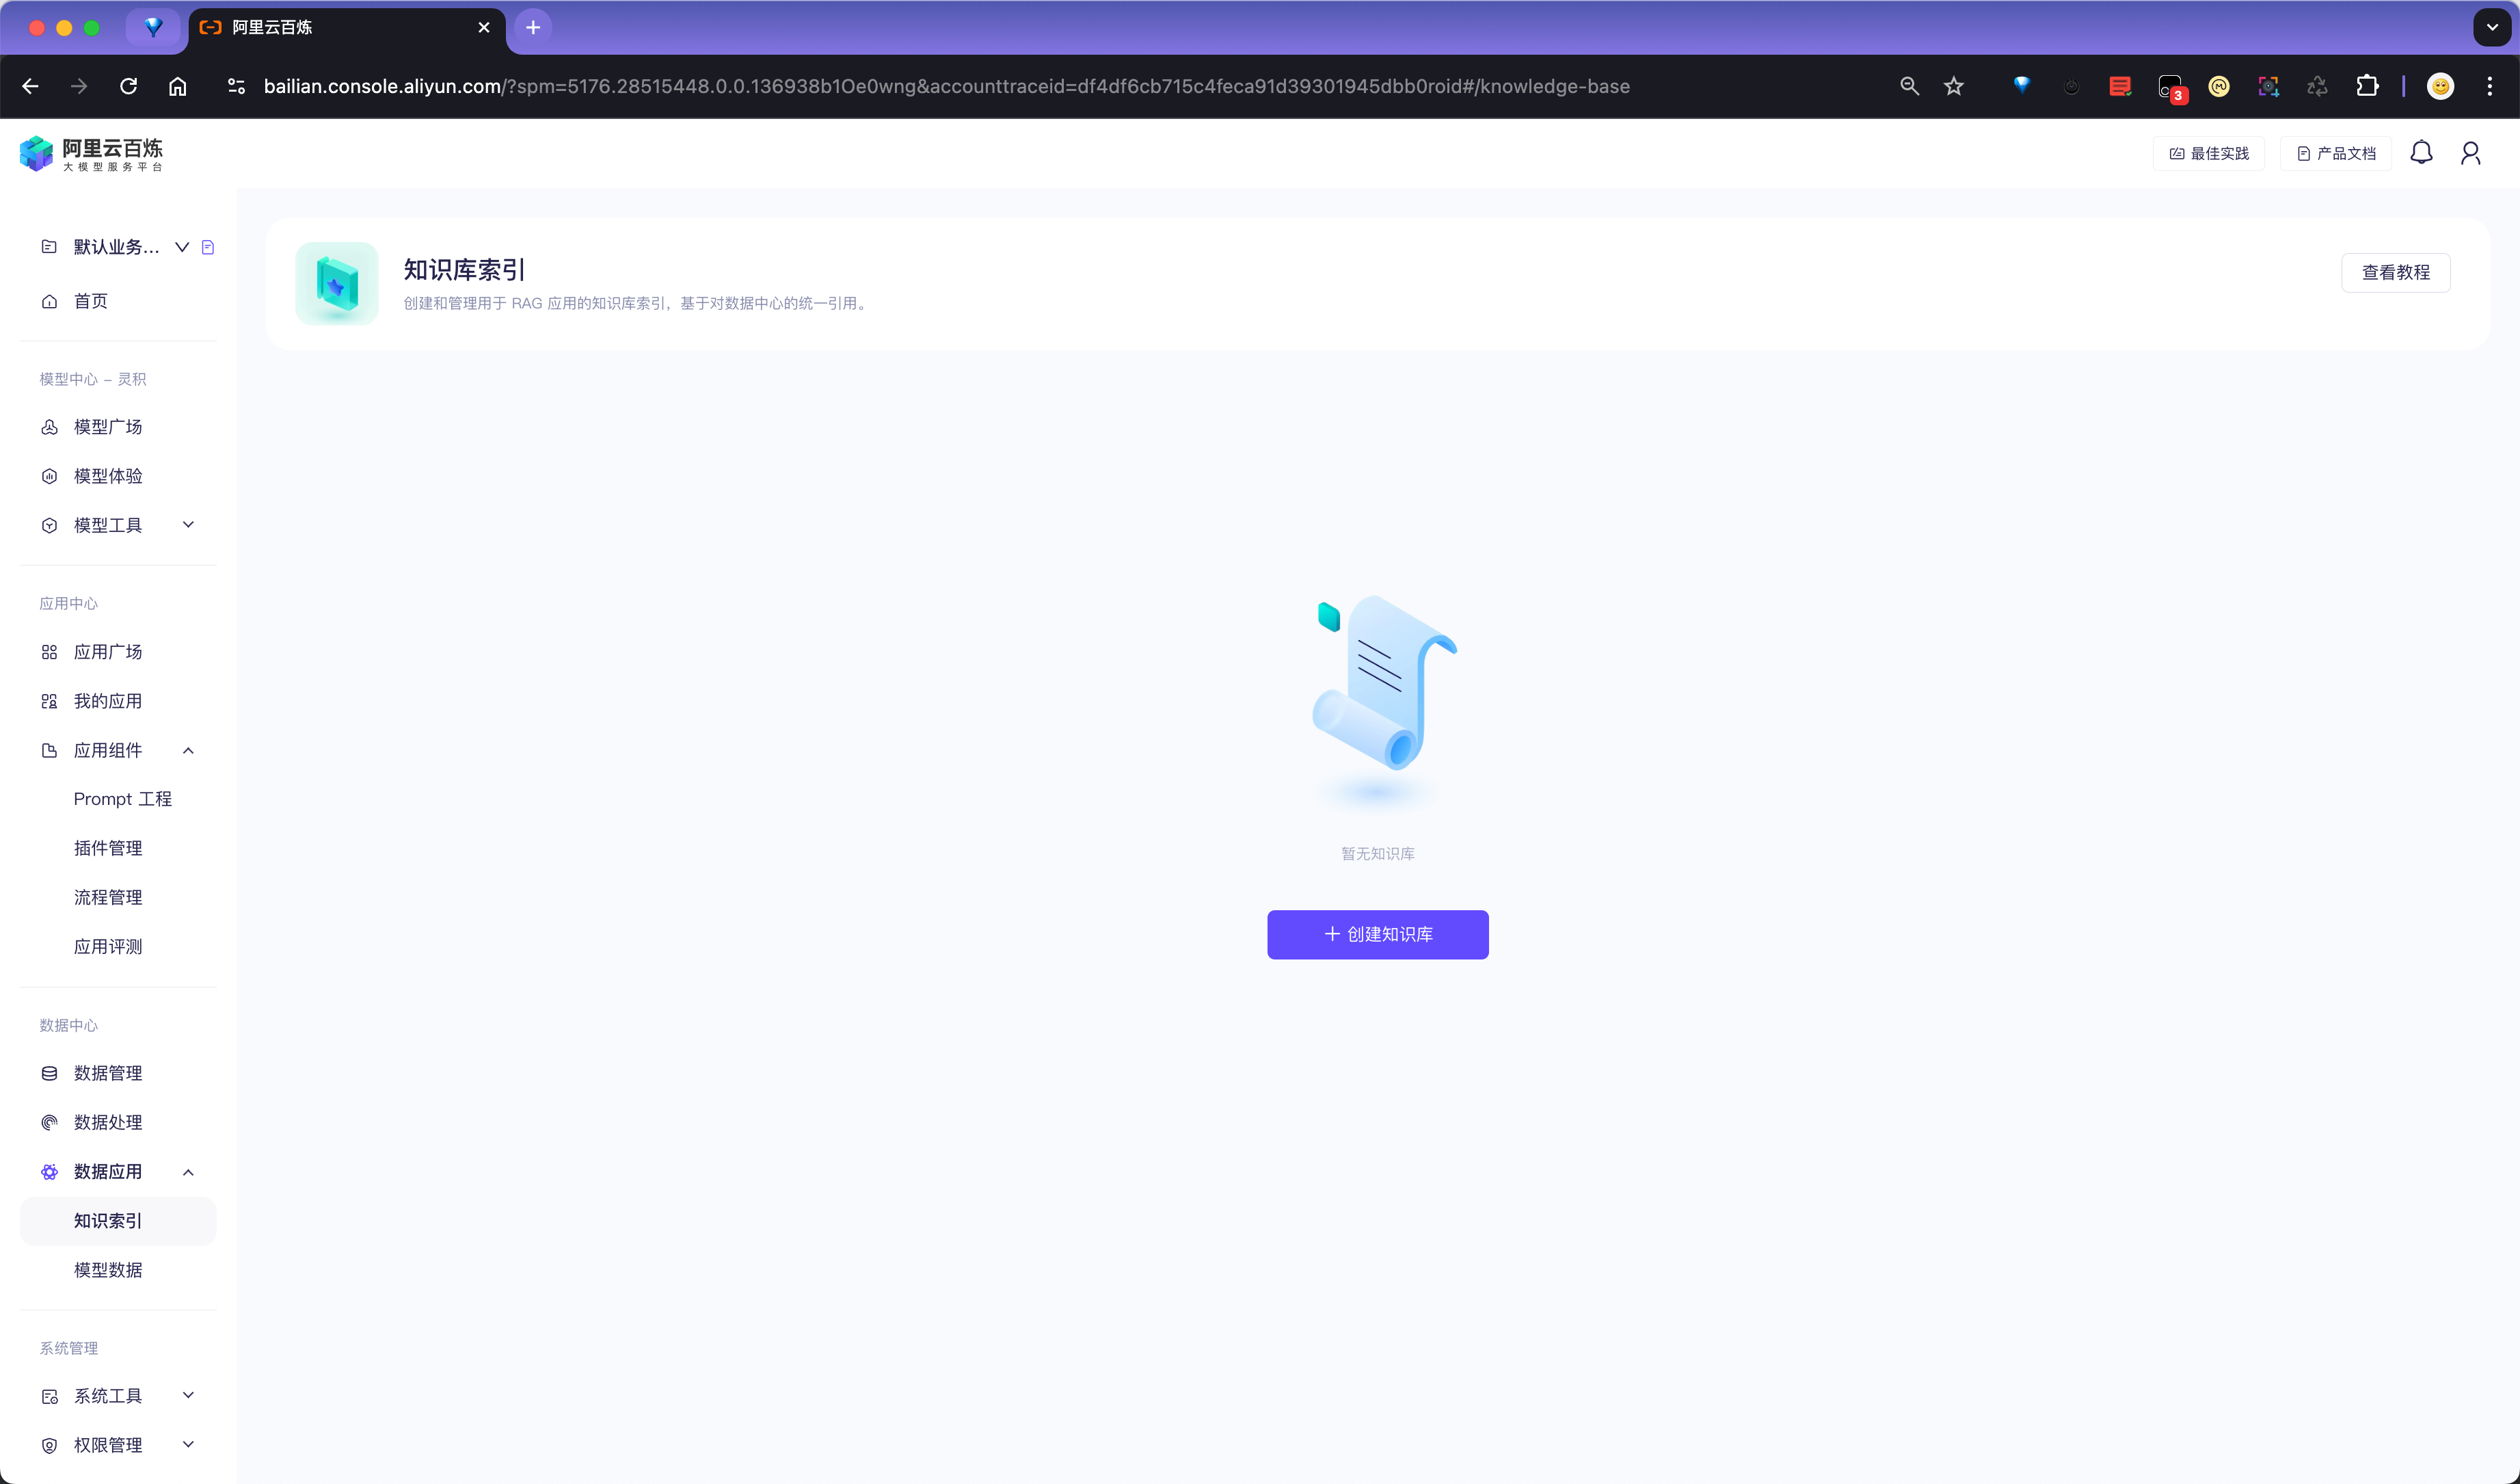 阿里云百炼
bailian.console.aliyun.com/?spm=5176.28515448.0.0.136938b1Oe0wng&accounttraceid=df4df6cb715c4feca91d39301945dbb0roid#/knowledge-base
3
阿里云百炼
大模型服务平台
最佳实践
产品文档
默认业务...
首页
模型中心 – 灵积
模型广场
模型体验
模型工具
应用中心
应用广场
我的应用
应用组件
Prompt 工程
插件管理
流程管理
应用评测
数据中心
数据管理
数据处理
数据应用
知识索引
模型数据
系统管理
系统工具
权限管理
知识库索引
创建和管理用于 RAG 应用的知识库索引，基于对数据中心的统一引用。
查看教程
暂无知识库
创建知识库